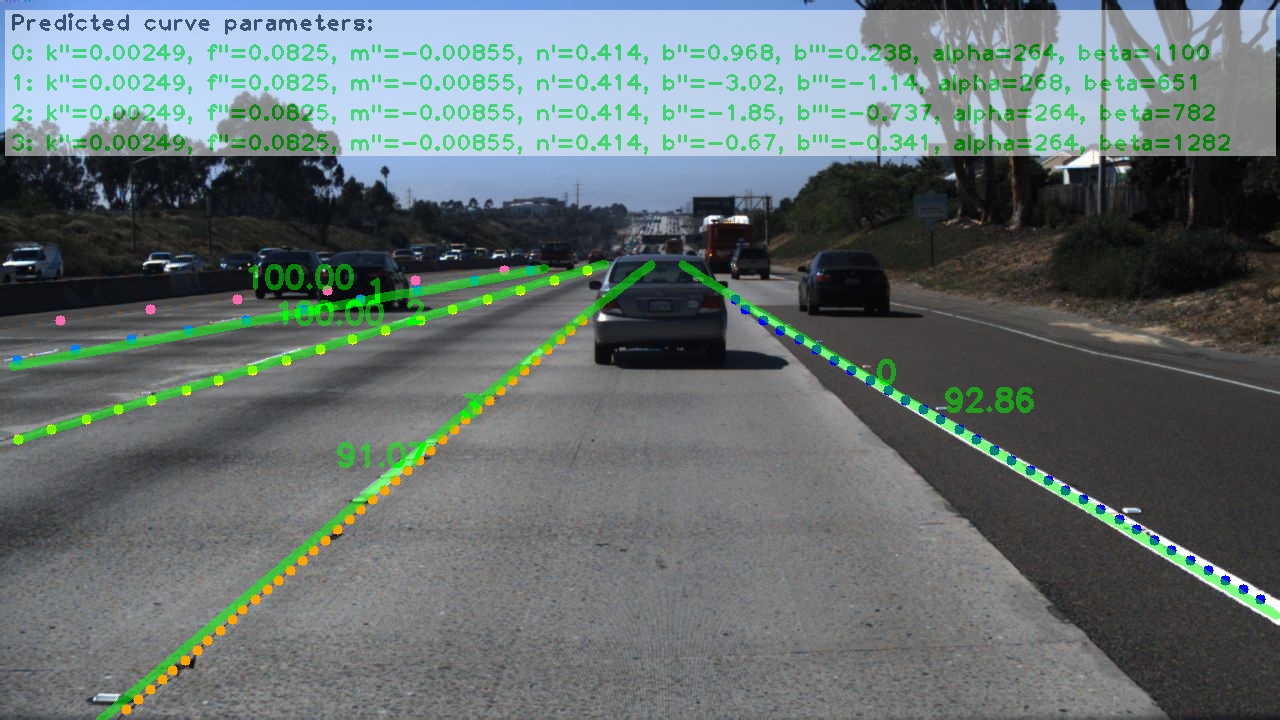 Predicted curve parameters:
0: k''=0.00249, f''=0.0825, m''=-0.00855, n'=0.414, b''=0.968, b'''=0.238, alpha=264, beta=1100
1: k''=0.00249, f''=0.0825, m''=-0.00855, n'=0.414, b''=-3.02, b'''=-1.14, alpha=268, beta=651
2: k''=0.00249, f''=0.0825, m''=-0.00855, n'=0.414, b''=-1.85, b'''=-0.737, alpha=264, beta=782
3: k''=0.00249, f''=0.0825, m''=-0.00855, n'=0.414, b''=-0.67, b'''=-0.341, alpha=264, beta=1282
100.00
1
100.00 2
0
92.86
91.07